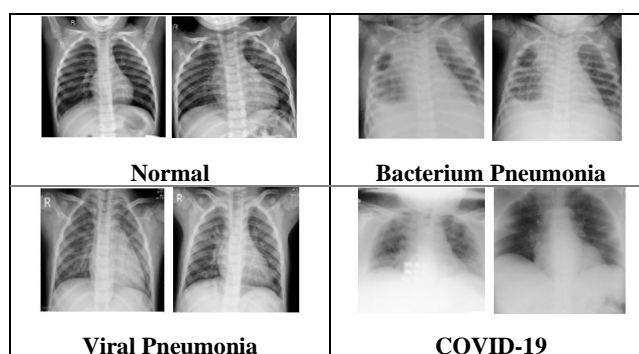 R
Normal
Bacterium Pneumonia
R
R
Viral Pneumonia
COVID-19